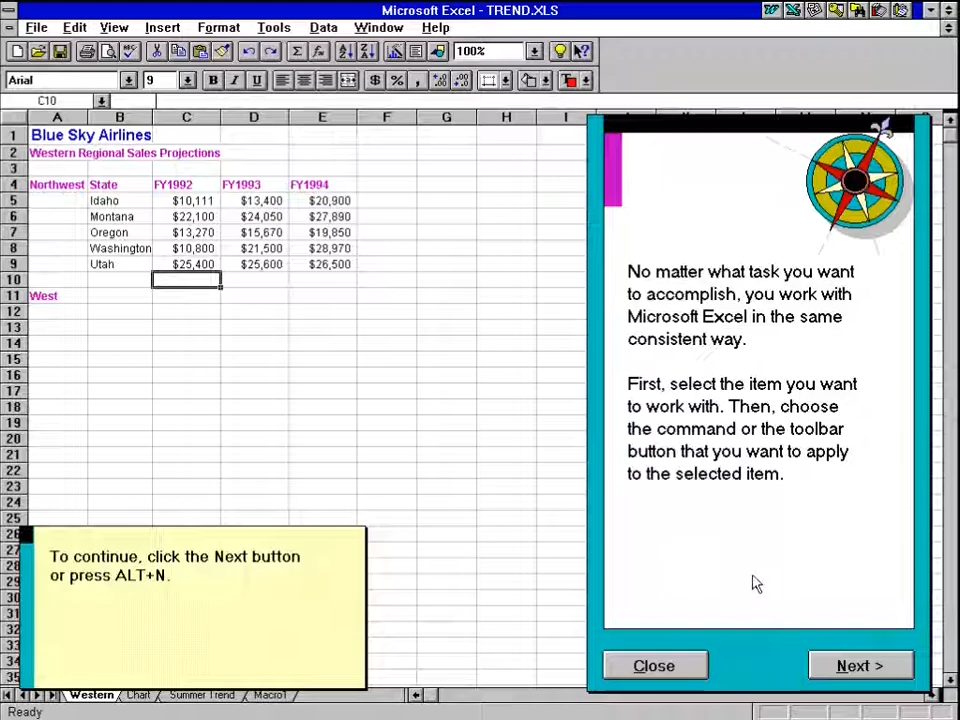 Microsoft Excel - TREND.XLS
File Edit View Insert Format Tools Data Window Help
100%
Arial 9 B I U $ % ,
C10
A B C D E F G H I
1 Blue Sky Airlines
2 Western Regional Sales Projections
3
4 Northwest State FY1992 FY1993 FY1994
5 Idaho $10,111 $13,400 $20,900
6 Montana $22,100 $24,050 $27,890
7 Oregon $13,270 $15,670 $19,850
8 Washington $10,800 $21,500 $28,970
9 Utah $25,400 $25,600 $26,500
10
11 West
12
13
14
15
16
17
18
19
20
21
22
23
24
25
26
27
28
29
30
31
32
33
34
35
To continue, click the Next button
or press ALT+N.
No matter what task you want
to accomplish, you work with
Microsoft Excel in the same
consistent way.
First, select the item you want
to work with. Then, choose
the command or the toolbar
button that you want to apply
to the selected item.
Close Next >
Western Chart Summary Trend Macro1
Ready